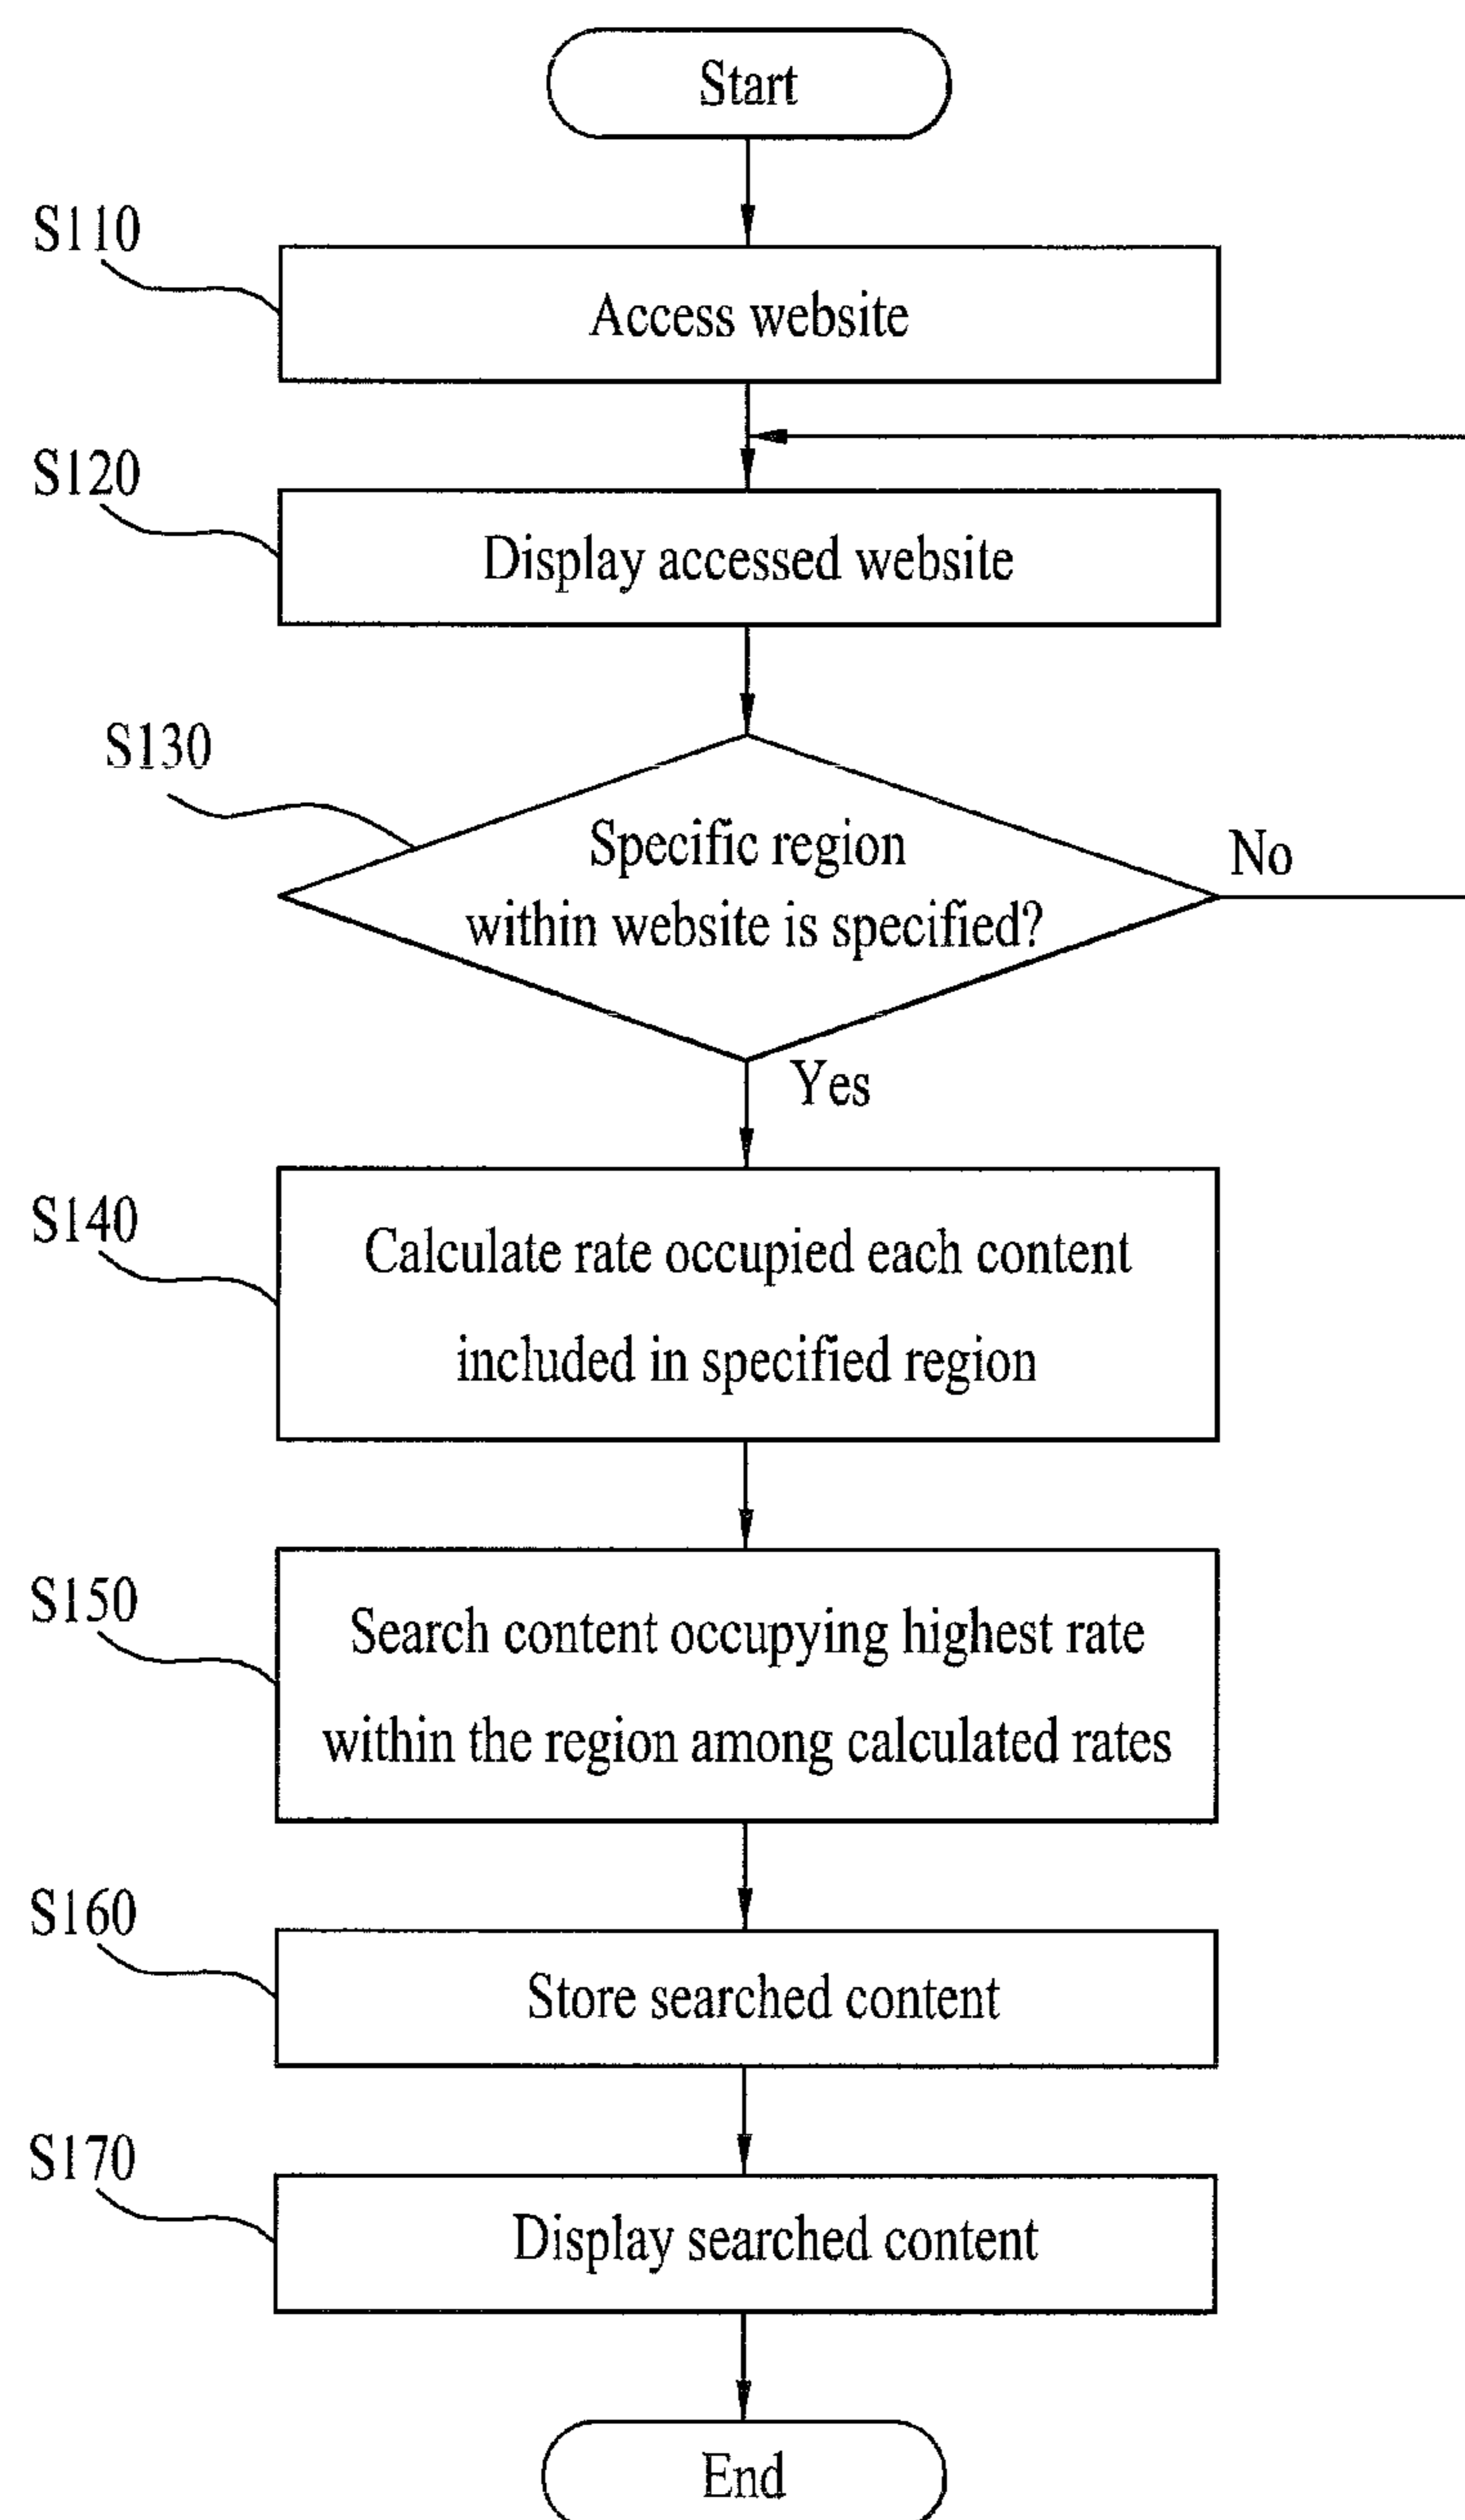 Start
S110
Access website
S120
Display accessed website
S130
Specific region
within website is specified?
No
Yes
S140
Calculate rate occupied each content
included in specified region
S150
Search content occupying highest rate
within the region among calculated rates
S160
Store searched content
S170
Display searched content
End